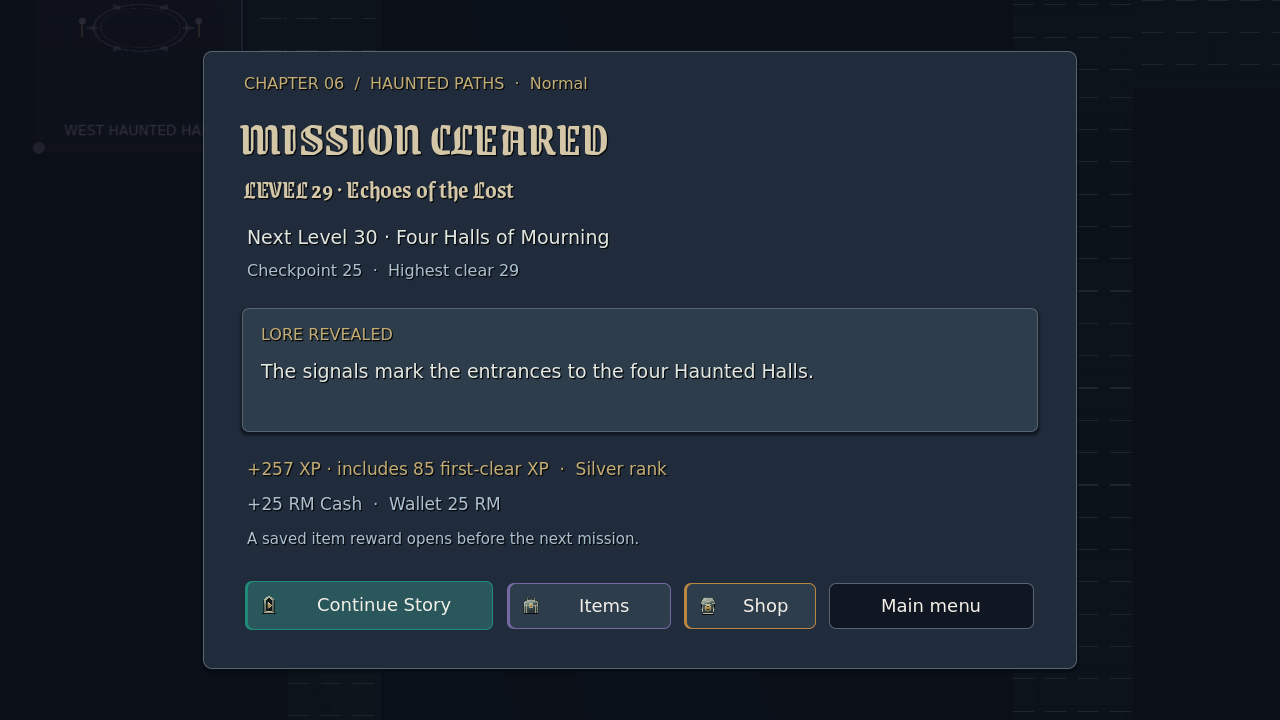 CHAPTER 06 / HAUNTED PATHS · Normal
MISSION CLEARED
LEVEL 29 · Echoes of the Lost
Next Level 30 · Four Halls of Mourning
Checkpoint 25 · Highest clear 29
WEST HAUNTED HA
LORE REVEALED
The signals mark the entrances to the four Haunted Halls.
+257 XP · includes 85 first-clear XP · Silver rank
+25 RM Cash · Wallet 25 RM
A saved item reward opens before the next mission.
Continue Story
Items
Shop
Main menu